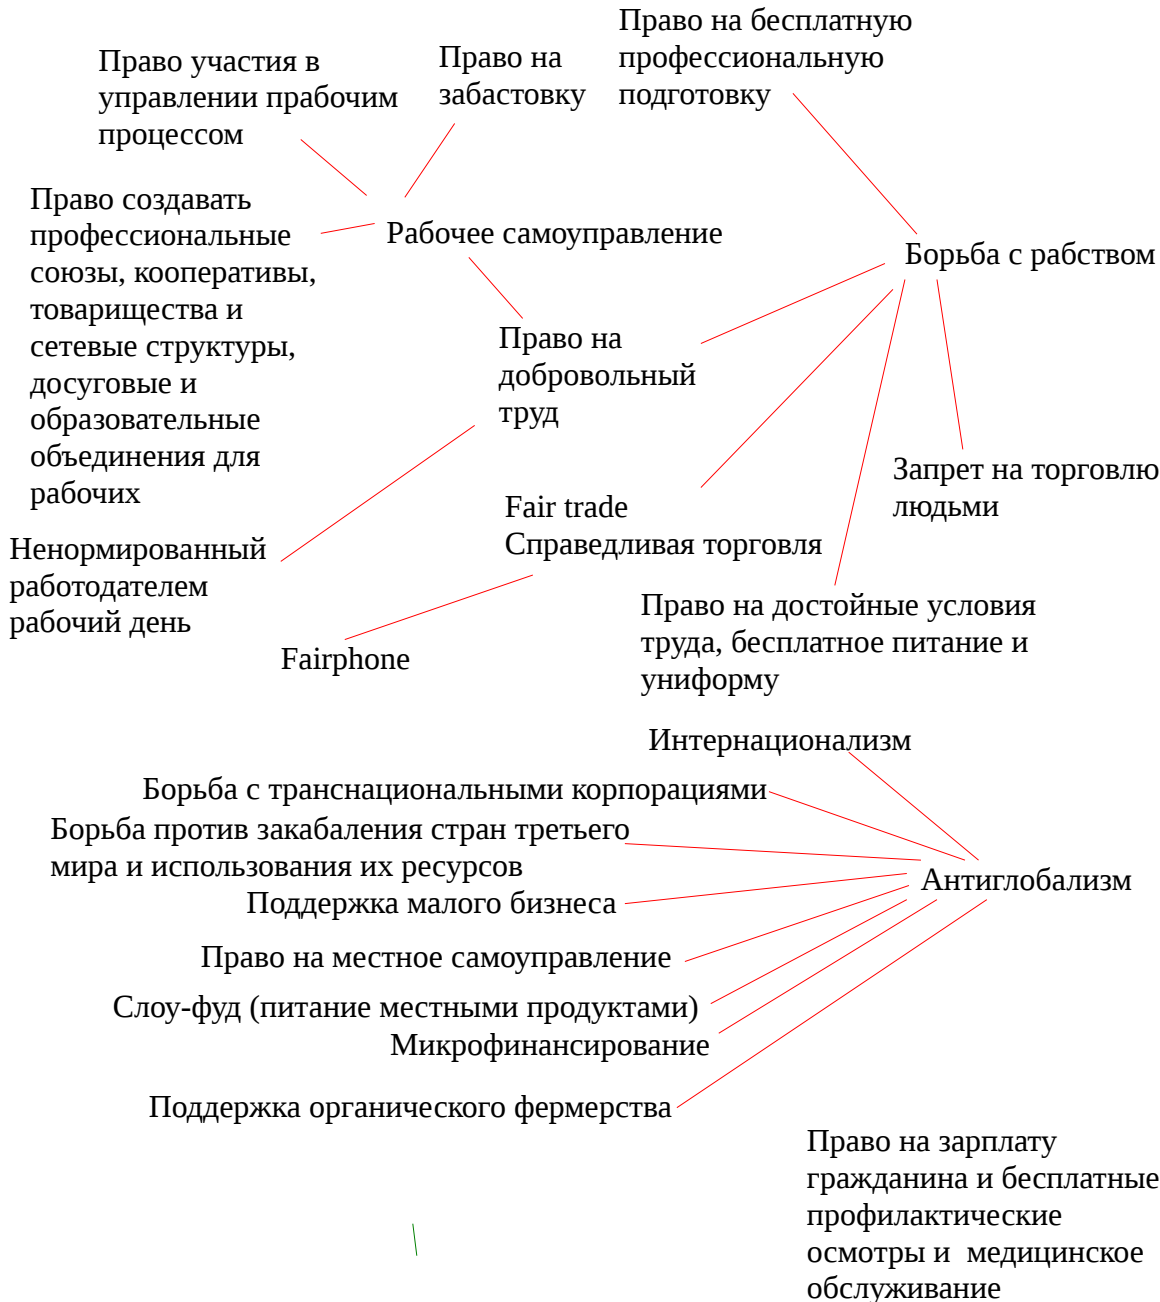 Право на бесплатную
профессиональную
подготовку
Право участия в
управлении прабочим
процессом
Право на
забастовку
Право создавать
профессиональные
союзы, кооперативы,
товарищества и
сетевые структуры,
досуговые и
образовательные
объединения для
рабочих
Рабочее самоуправление
Борьба с рабством
Право на
добровольный
труд
Запрет на торговлю
людьми
Fair trade
Справедливая торговля
Ненормированный
работодателем
рабочий день
Право на достойные условия
труда, бесплатное питание и
униформу
Fairphone
Интернационализм
Борьба с транснациональными корпорациями
Борьба против закабаления стран третьего
мира и использования их ресурсов
Антиглобализм
Поддержка малого бизнеса
Право на местное самоуправление
Слоу-фуд (питание местными продуктами)
Микрофинансирование
Поддержка органического фермерства
Право на зарплату
гражданина и бесплатные
профилактические
осмотры и  медицинское
обслуживание